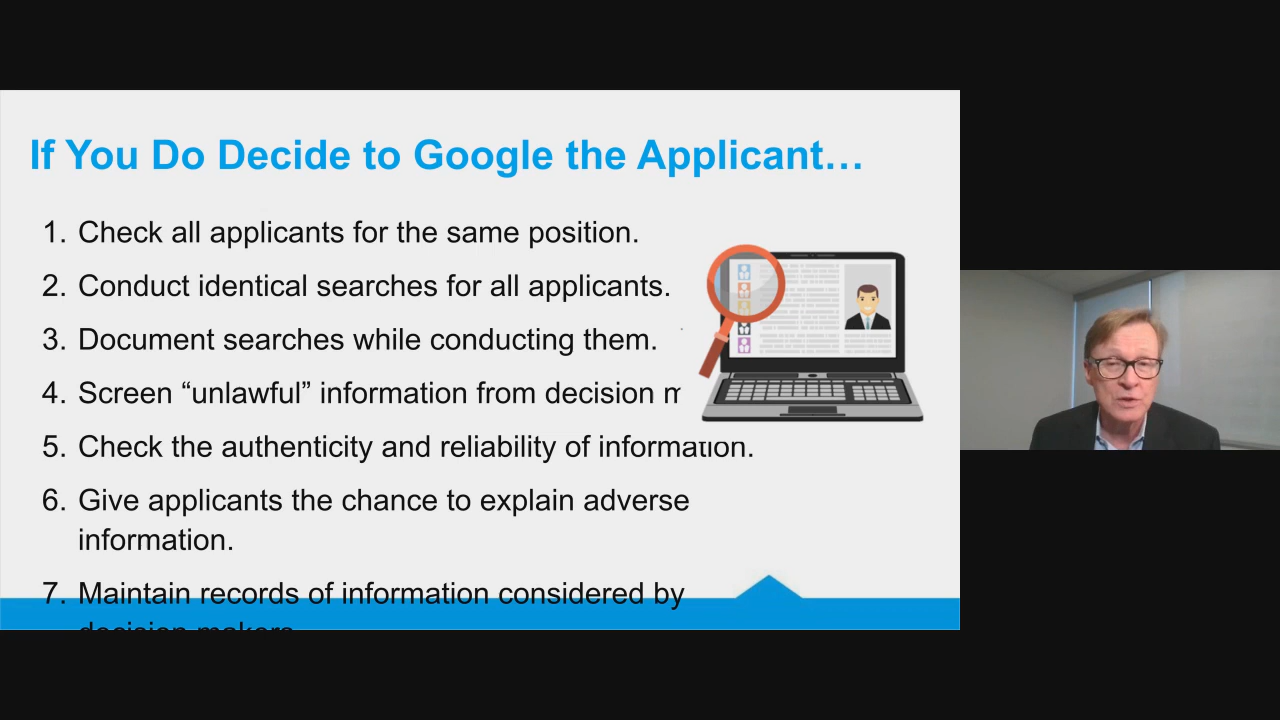 If You Do Decide to Google the Applicant…
1. Check all applicants for the same position.
2. Conduct identical searches for all applicants.
3. Document searches while conducting them.
4. Screen “unlawful” information from decision m
5. Check the authenticity and reliability of information.
6. Give applicants the chance to explain adverse
information.
7. Maintain records of information considered by
decision makers